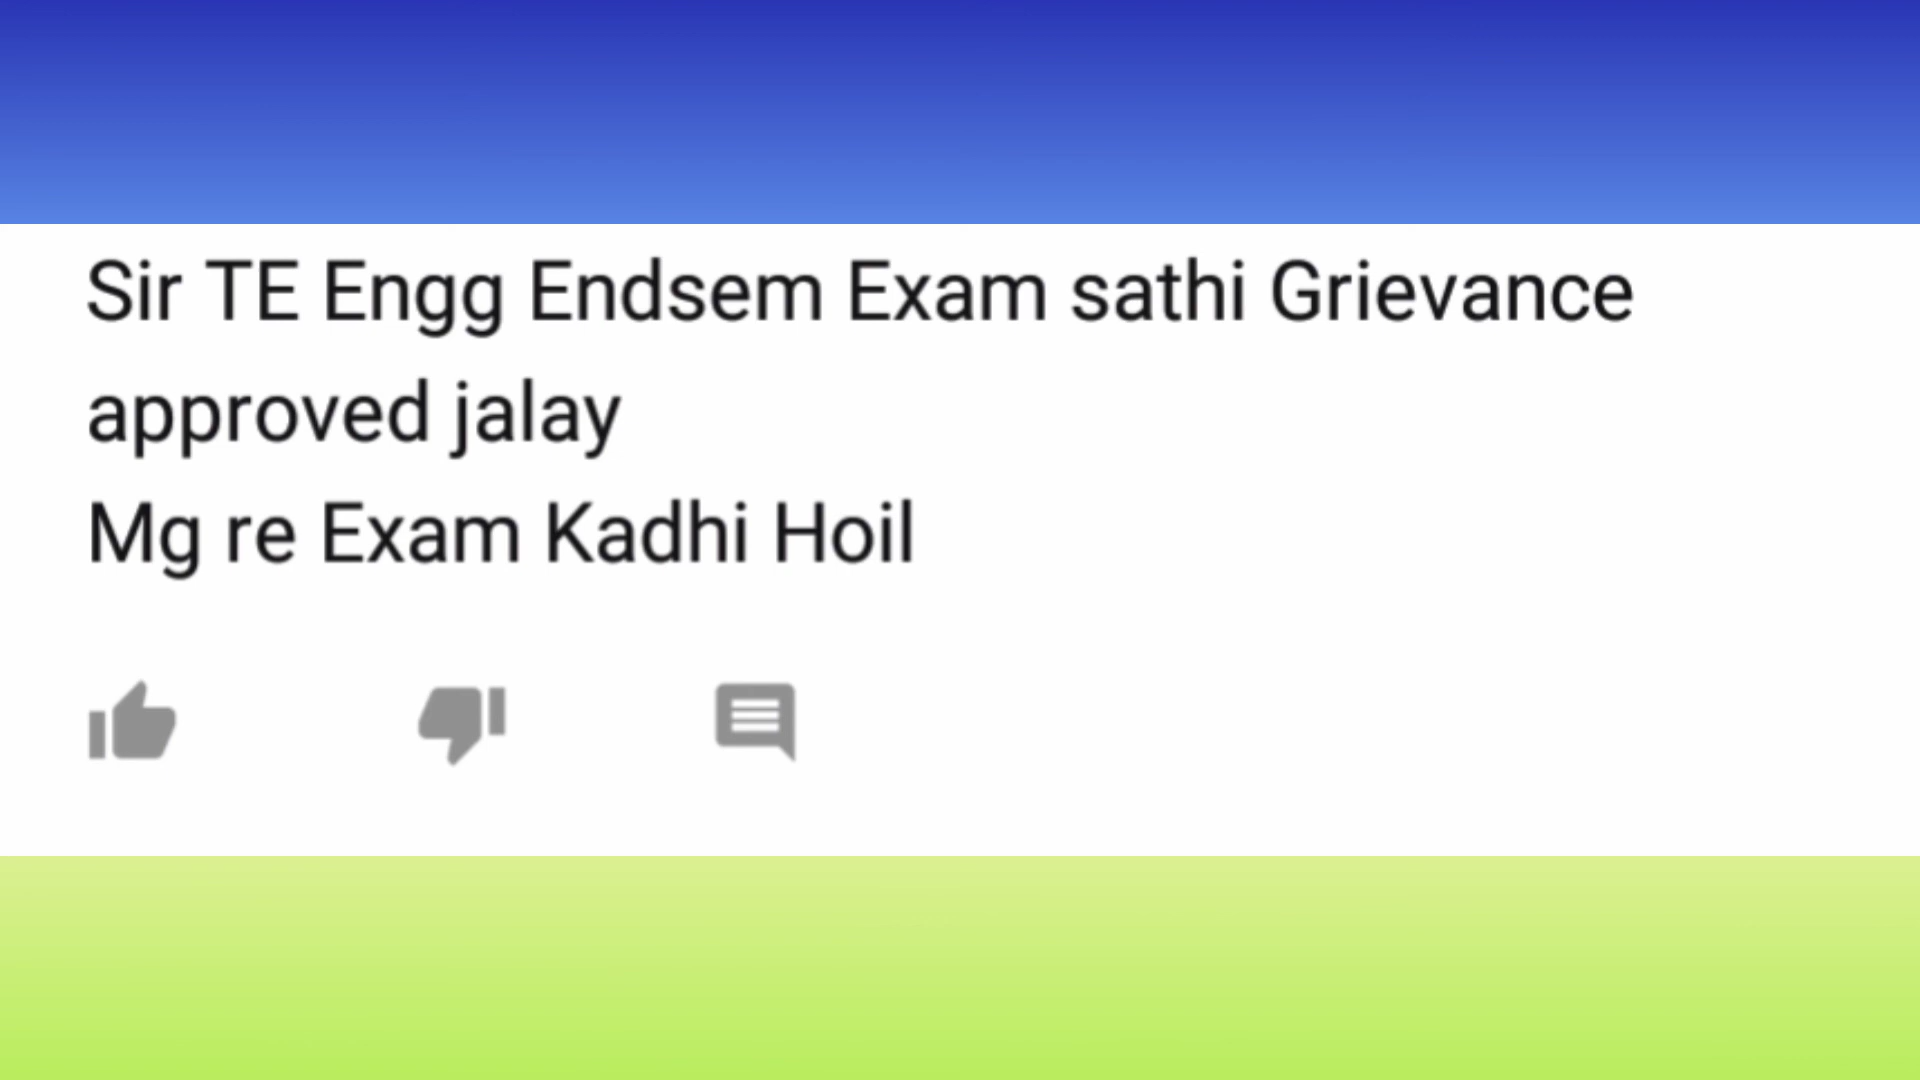 Sir TE Engg Endsem Exam sathi Grievance
approved jalay
Mg re Exam Kadhi Hoil